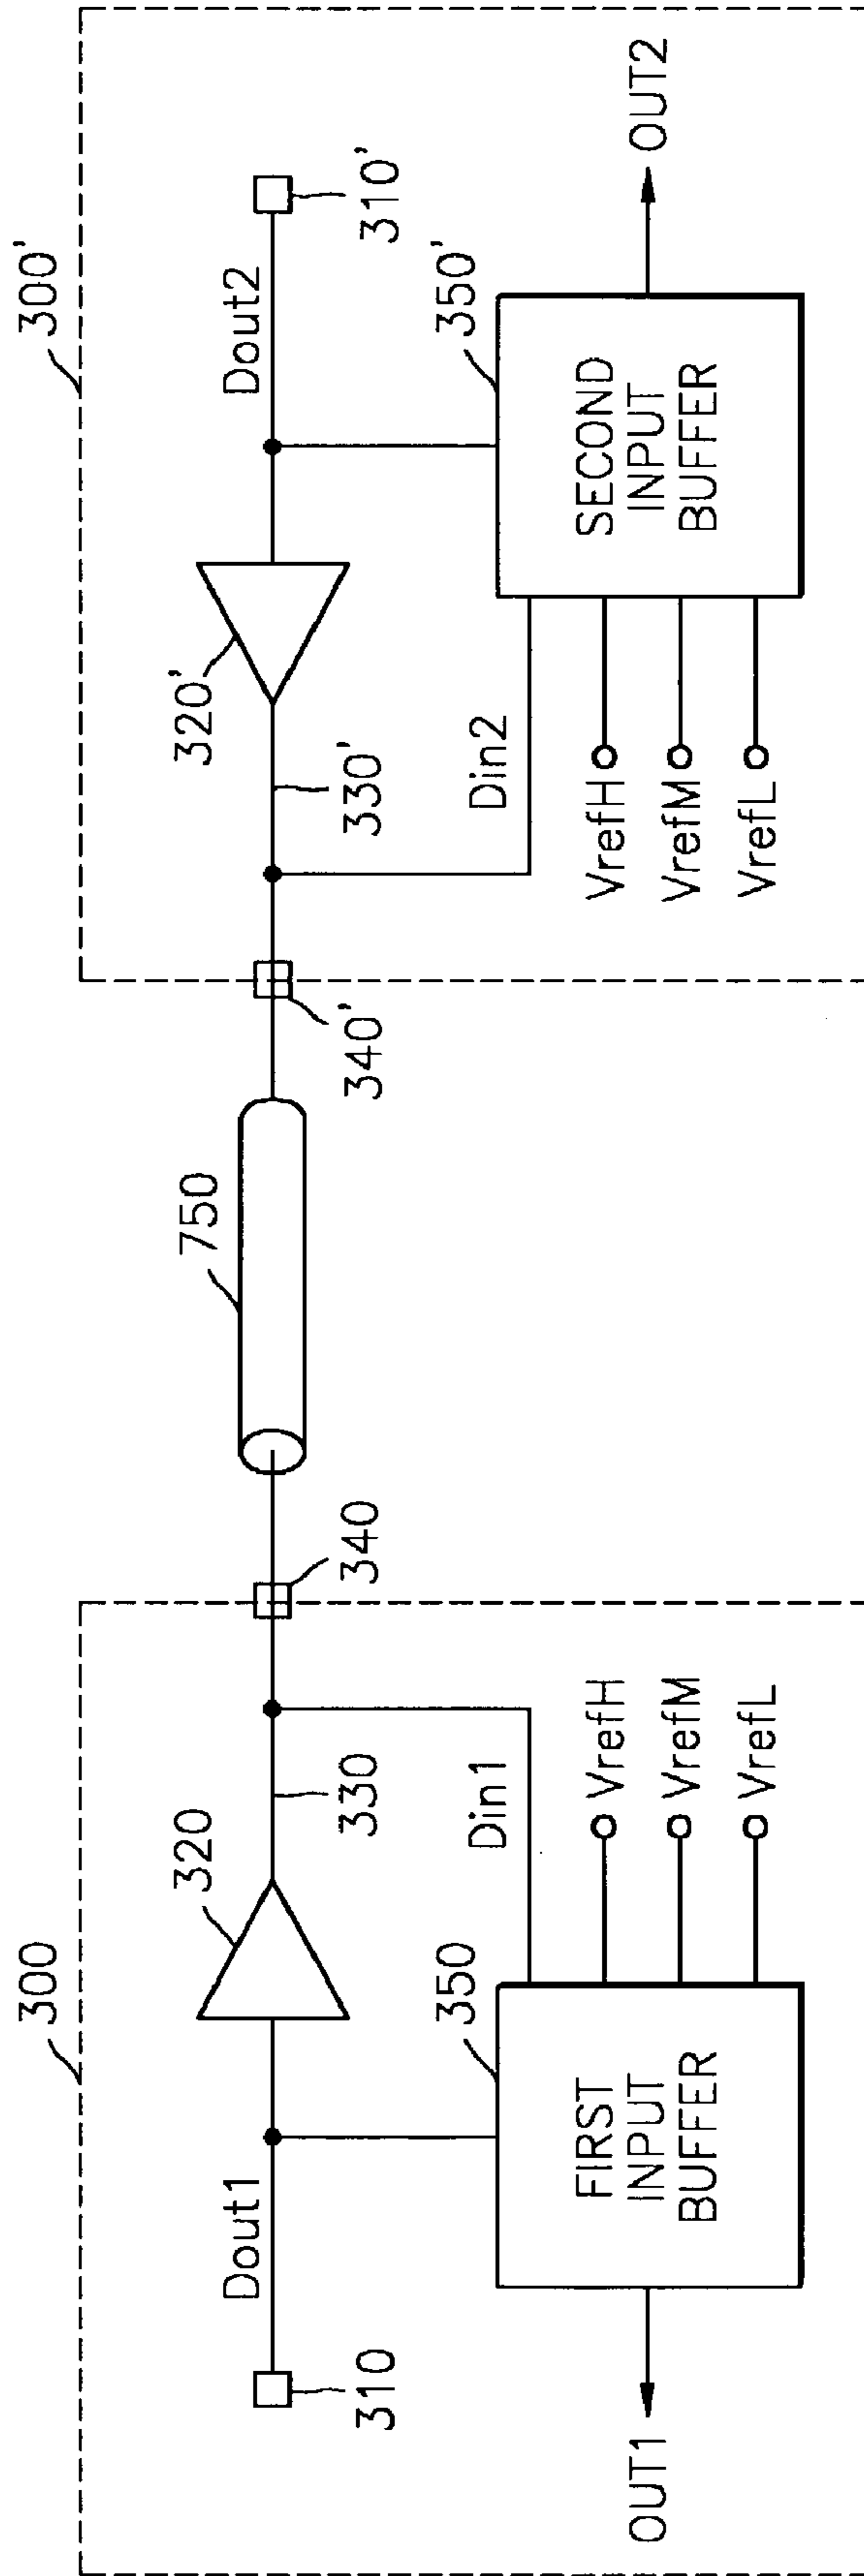 300
300'
320
750
320'
Dout1
330
340
340'
330'
Dout2
310
310'
350
Din1
Din2
350'
FIRST
INPUT
BUFFER
VrefH
VrefM
VrefL
VrefH
VrefM
VrefL
SECOND
INPUT
BUFFER
OUT1
OUT2